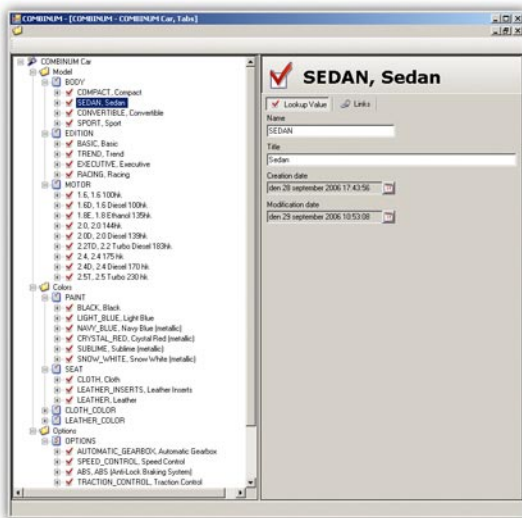 COMBINUM - [COMBINUM - COMBINUM Car, Tabs]
COMBINUM Car
Model
BODY
COMPACT, Compact
SEDAN, Sedan
CONVERTIBLE, Convertible
SPORT, Sport
EDITION
BASIC, Basic
TREND, Trend
EXECUTIVE, Executive
RACING, Racing
MOTOR
1.6, 1.6 100hk.
1.6D, 1.6 Diesel 100hk.
1.8E, 1.8 Ethanol 135hk.
2.0, 2.0 144hk.
2.0D, 2.0 Diesel 139hk.
2.2TD, 2.2 Turbo Diesel 183hk.
2.4, 2.4 175 hk.
2.4D, 2.4 Diesel 170 hk.
2.5T, 2.5 Turbo 230 hk.
Colors
PAINT
BLACK, Black
LIGHT_BLUE, Light Blue
NAVY_BLUE, Navy Blue (metallic)
CRYSTAL_RED, Crystal Red (metallic)
SUBLIME, Sublime (metallic)
SNOW_WHITE, Snow White (metallic)
SEAT
CLOTH, Cloth
LEATHER_INSERTS, Leather Inserts
LEATHER, Leather
CLOTH_COLOR
LEATHER_COLOR
Options
OPTIONS
AUTOMATIC_GEARBOX, Automatic Gearbox
SPEED_CONTROL, Speed Control
ABS, ABS (Anti-Lock Braking System)
TRACTION_CONTROL, Traction Control
SEDAN, Sedan
Lookup Value Links
Name
SEDAN
Title
Sedan
Creation date
den 28 september 2006 17:43:56
Modification date
den 29 september 2006 10:53:08